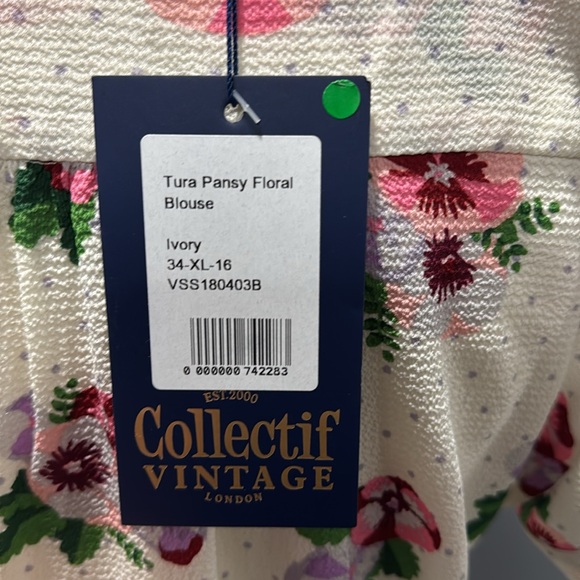 Tura Pansy Floral
Blouse
Ivory
34-XL-16
VSS180403B
0 000000 742283
EST.2000
Collectif
VINTAGE
LONDON